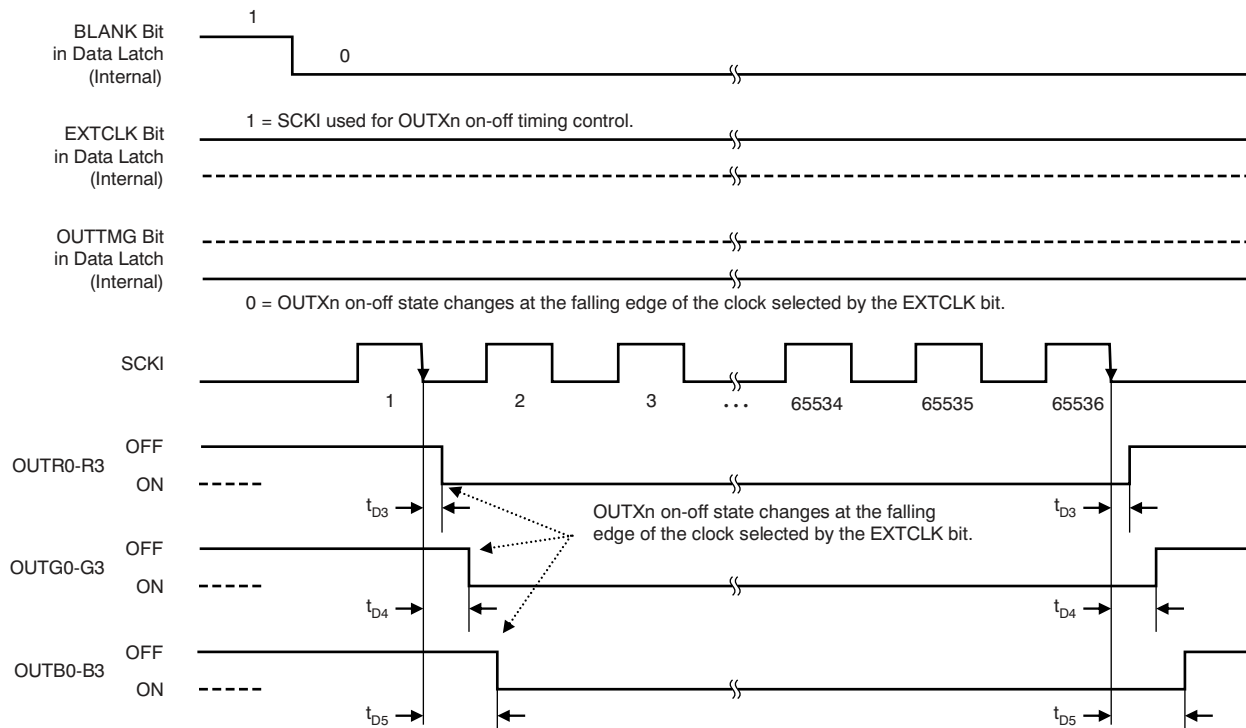 1
BLANK Bit
in Data Latch
(Internal)
0
1 = SCKI used for OUTXn on-off timing control.
EXTCLK Bit
in Data Latch
(Internal)
OUTTMG Bit
in Data Latch
(Internal)
0 = OUTXn on-off state changes at the falling edge of the clock selected by the EXTCLK bit.
SCKI
1 2 3 ... 65534 65535 65536
OFF
OUTR0-R3
ON
tD3 tD3
OUTXn on-off state changes at the falling
edge of the clock selected by the EXTCLK bit.
OFF
OUTG0-G3
ON
tD4 tD4
OFF
OUTB0-B3
ON
tD5 tD5